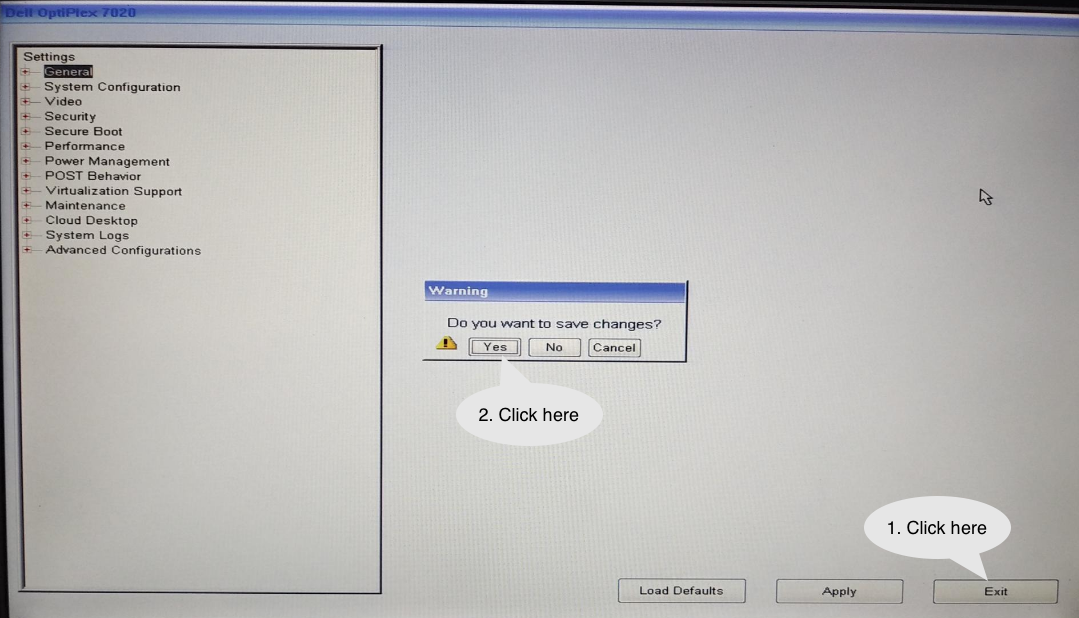 Dell OptiPlex 7020
Settings
General
System Configuration
Video
Security
Secure Boot
Performance
Power Management
POST Behavior
Virtualization Support
Maintenance
Cloud Desktop
System Logs
Advanced Configurations
Warning
Do you want to save changes?
Yes No Cancel
2. Click here
1. Click here
Load Defaults Apply Exit